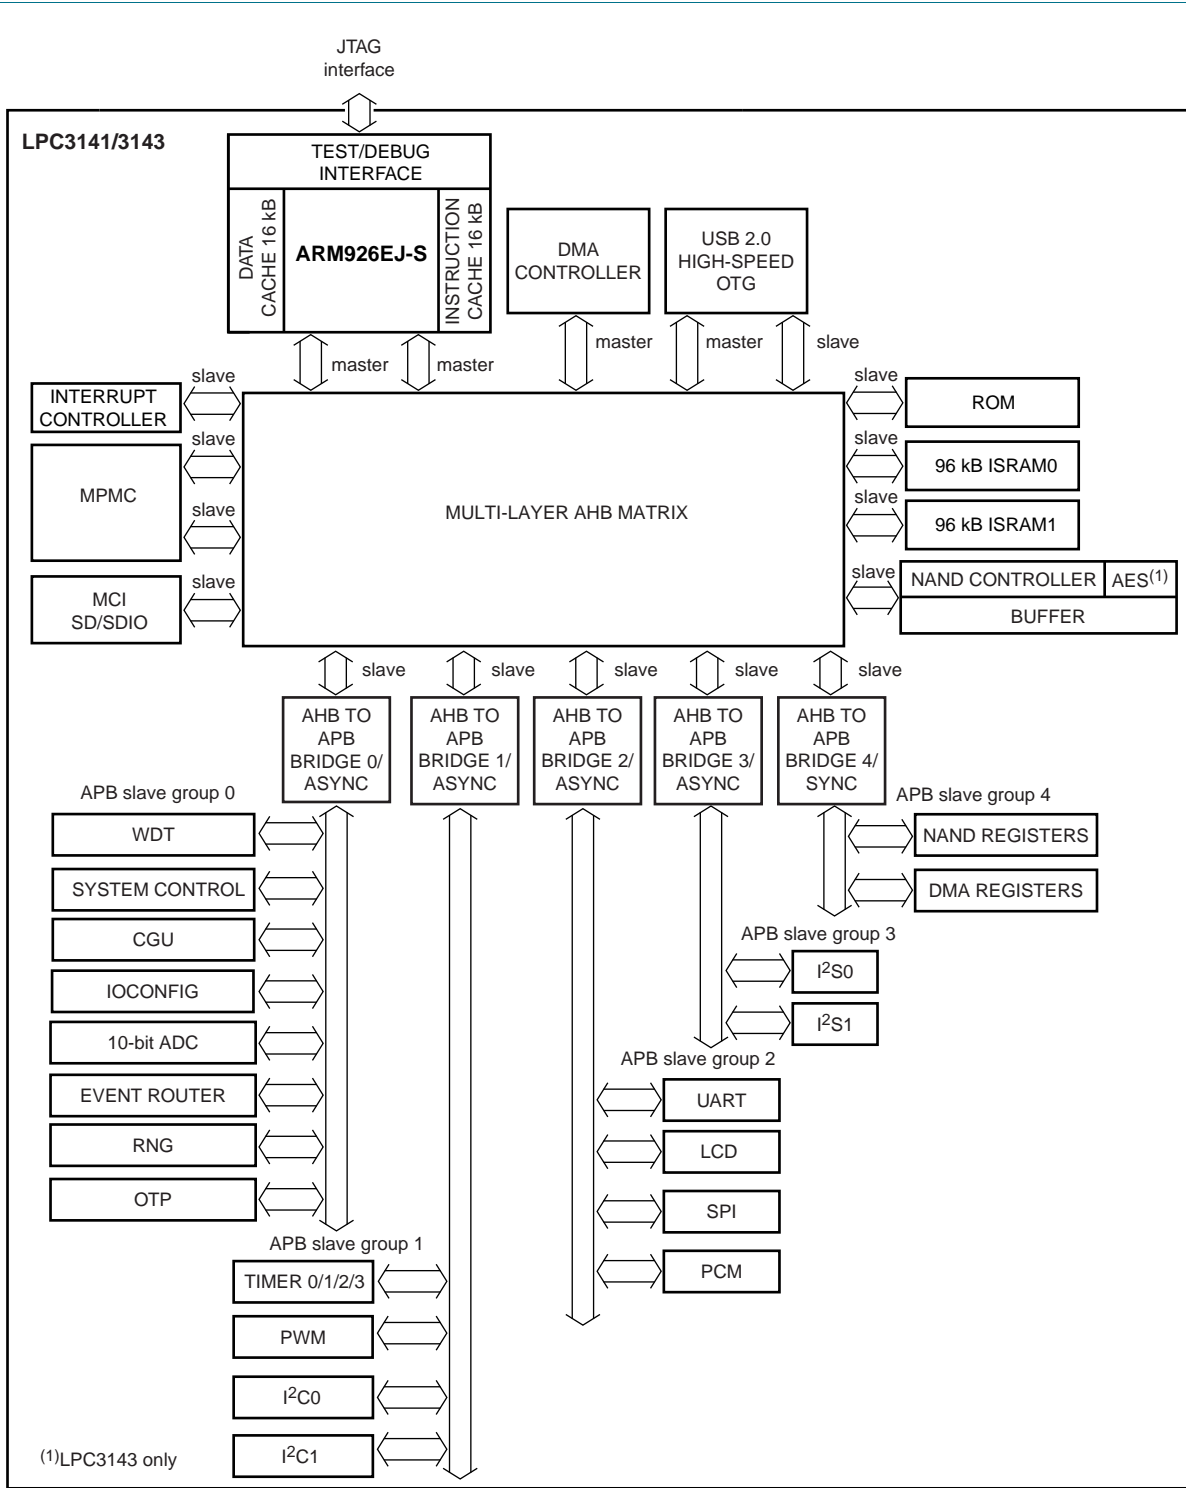 JTAG
interface
LPC3141/3143
TEST/DEBUG
INTERFACE
DATA
CACHE 16 kB
ARM926EJ-S
INSTRUCTION
CACHE 16 kB
DMA
CONTROLLER
USB 2.0
HIGH-SPEED
OTG
master
master
master
master
slave
slave
INTERRUPT
CONTROLLER
slave
MPMC
slave
slave
MCI
SD/SDIO
MULTI-LAYER AHB MATRIX
slave
ROM
slave
96 kB ISRAM0
slave
96 kB ISRAM1
slave
NAND CONTROLLER
AES(1)
BUFFER
slave
slave
slave
slave
slave
AHB TO
APB
BRIDGE 0/
ASYNC
AHB TO
APB
BRIDGE 1/
ASYNC
AHB TO
APB
BRIDGE 2/
ASYNC
AHB TO
APB
BRIDGE 3/
ASYNC
AHB TO
APB
BRIDGE 4/
SYNC
APB slave group 0
WDT
SYSTEM CONTROL
CGU
IOCONFIG
10-bit ADC
EVENT ROUTER
RNG
OTP
APB slave group 4
NAND REGISTERS
DMA REGISTERS
APB slave group 3
I2S0
I2S1
APB slave group 2
UART
LCD
SPI
PCM
APB slave group 1
TIMER 0/1/2/3
PWM
I2C0
I2C1
(1)LPC3143 only